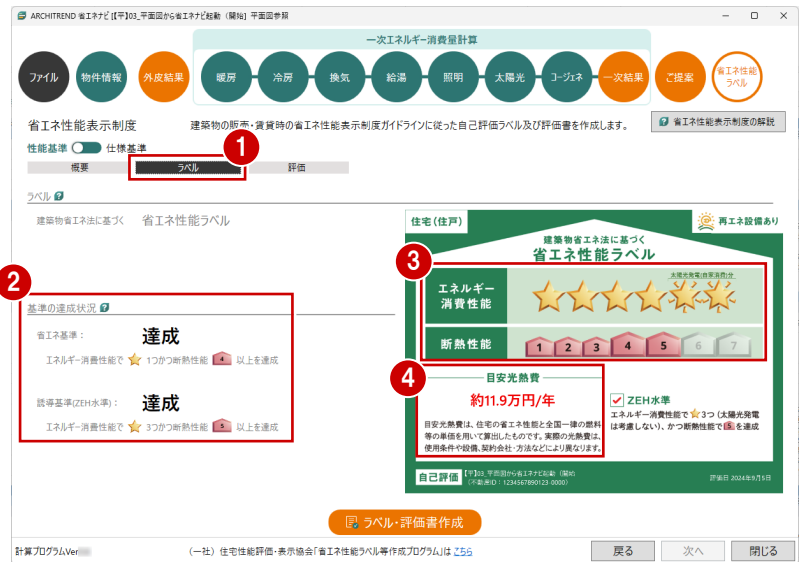 ARCHITREND 省エネナビ [【平】03_平面図から省エネナビ起動（開始] 平面図参照
一次エネルギー消費量計算
ファイル
物件情報
外皮結果
暖房
冷房
換気
給湯
照明
太陽光
コージェネ
一次結果
ご提案
省エネ性能
ラベル
省エネ性能表示制度
建築物の販売・賃貸時の省エネ性能表示制度ガイドラインに従った自己評価ラベル及び評価書を作成します。
省エネ性能表示制度の解説
性能基準 仕様基準
1
概要 ラベル 評価
ラベル ?
建築物省エネ法に基づく 省エネ性能ラベル
2
基準の達成状況 ?
省エネ基準： 達成
エネルギー消費性能で 1つかつ断熱性能 4 以上を達成
誘導基準(ZEH水準)： 達成
エネルギー消費性能で 3つかつ断熱性能 5 以上を達成
住宅(住戸)
再エネ設備あり
建築物省エネ法に基づく
省エネ性能ラベル
3
太陽光発電(自家消費)分
エネルギー
消費性能
断熱性能
1 2 3 4 5 6 7
4
目安光熱費
約11.9万円/年
目安光熱費は、住宅の省エネ性能と全国一律の燃料
等の単価を用いて算出したものです。実際の光熱費は、
使用条件や設備、契約会社・方法などにより異なります。
ZEH水準
エネルギー消費性能で 3つ (太陽光発電
は考慮しない)、かつ断熱性能で 5 を達成
自己評価
【平】03_平面図から省エネナビ起動（開始
(不動産ID：1234567890123-0000)
評価日 2024年9月5日
ラベル・評価書作成
計算プログラムVer
(一社) 住宅性能評価・表示協会「省エネ性能ラベル等作成プログラム」は こちら
戻る
次へ
閉じる